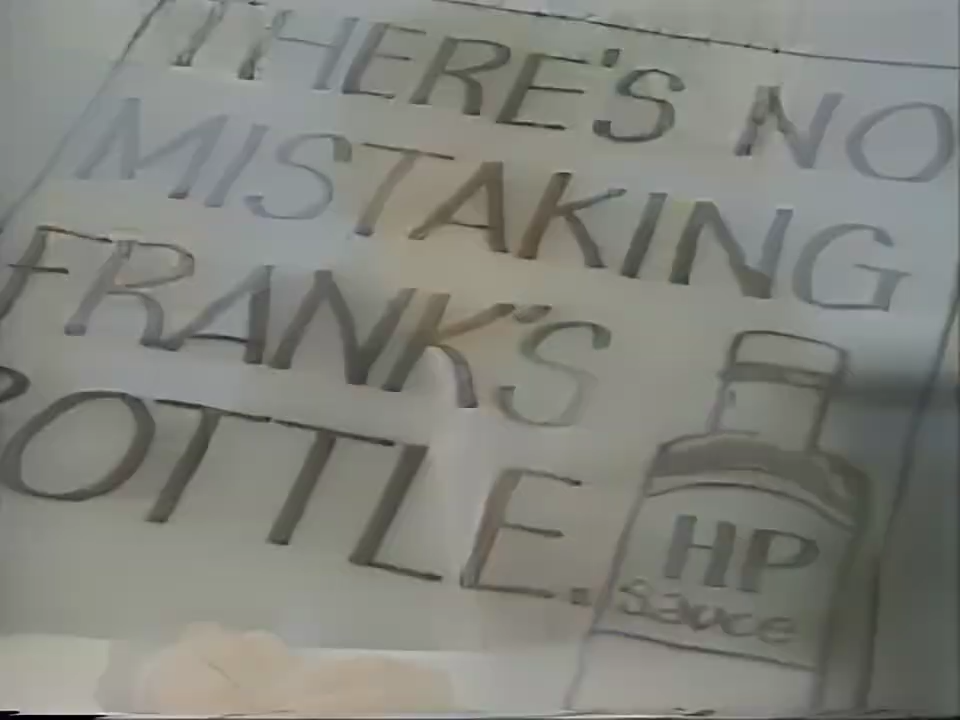 THERE'S NO
MISTAKING
FRANK'S
BOTTLE.
HP
sauce